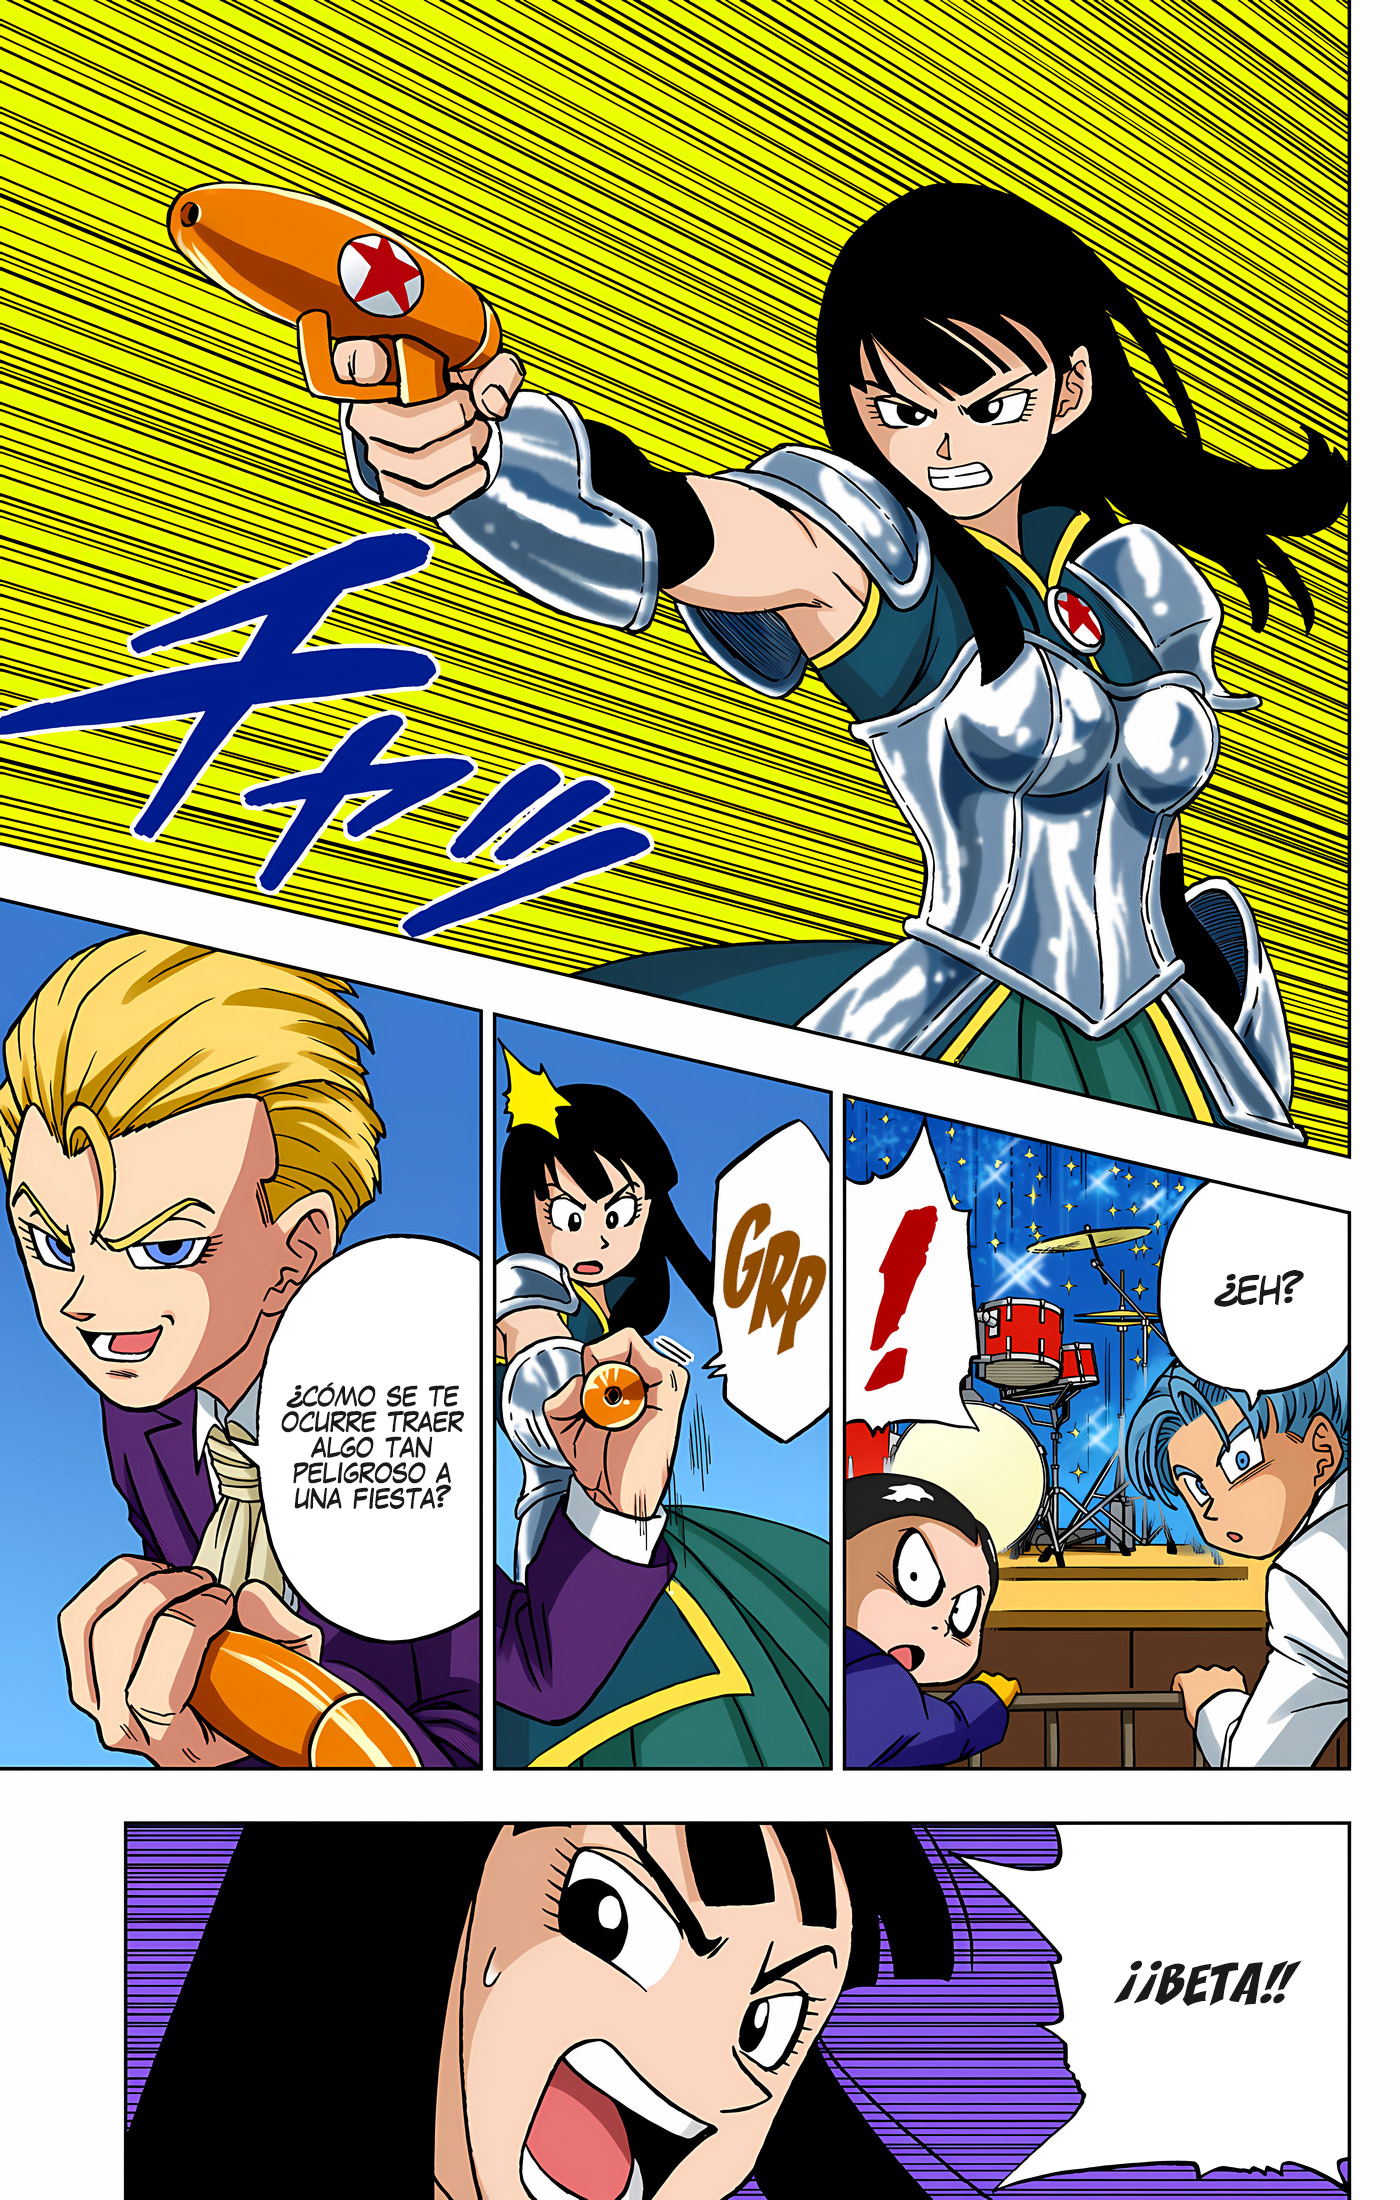 チャッ
¿EH?
!
GRP
¿CÓMO SE TE
OCURRE TRAER
ALGO TAN
PELIGROSO A
UNA FIESTA?
¡¡BETA!!